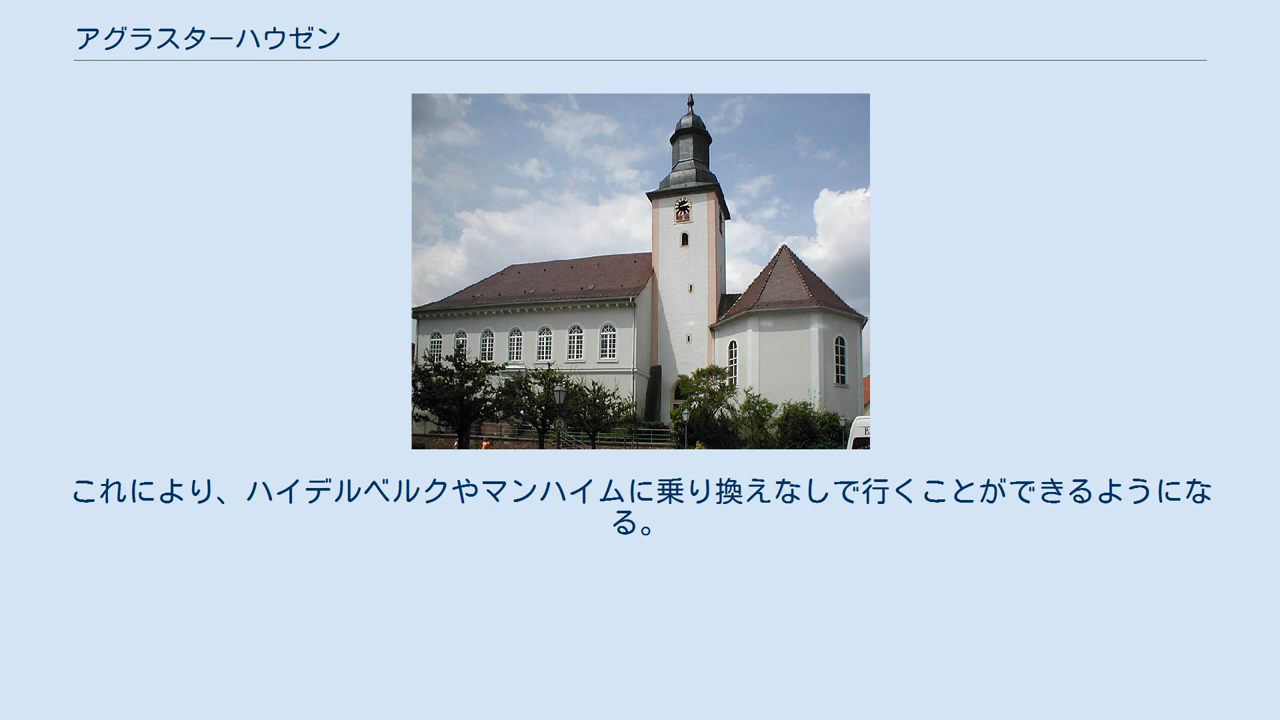 アグラスターハウゼン
これにより、ハイデルベルクやマンハイムに乗り換えなしで行くことができるようにな
る。